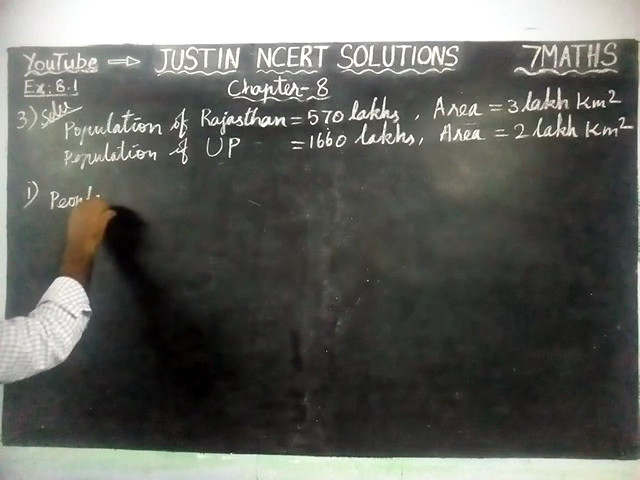 YouTube ⇒ JUSTIN NCERT SOLUTIONS 7MATHS
Ex: 8.1 Chapter-8
3) Soln Population of Rajasthan = 570 lakhs, Area = 3 lakh Km²
Population of UP = 1660 lakhs, Area = 2 lakh Km²
1) Peopl